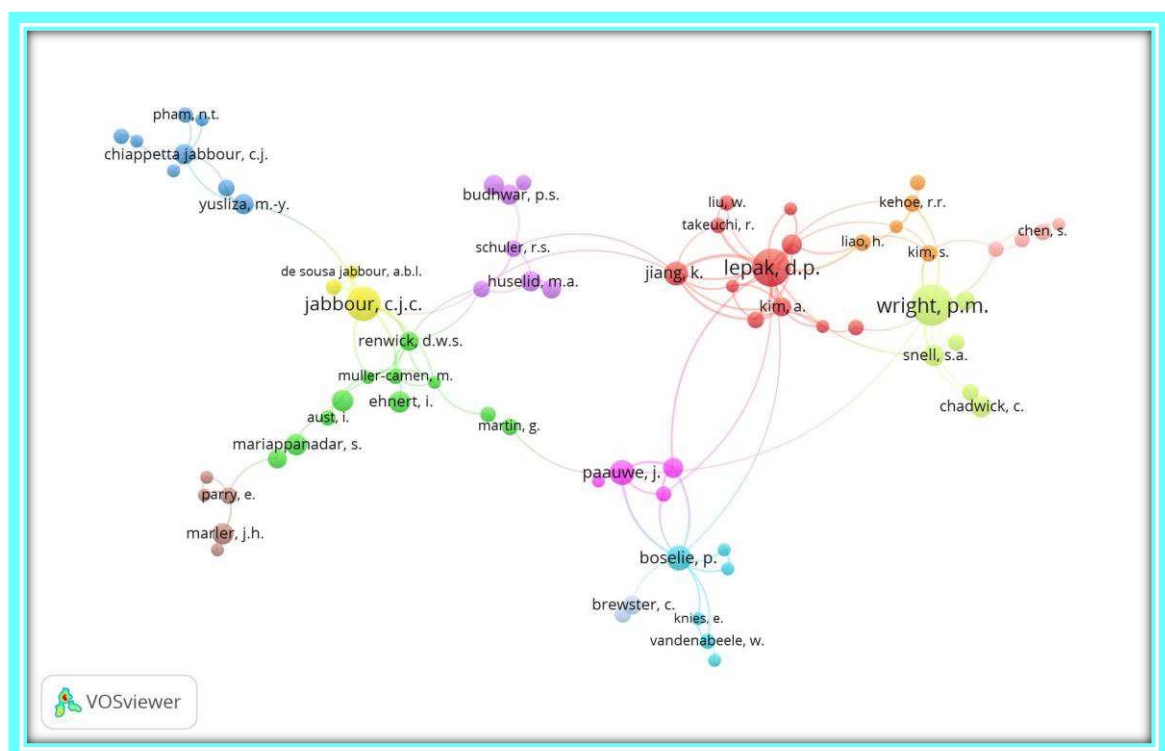 pham, n.t.
chiappetta jabbour, c.j.
yusliza, m.-y.
budhwar, p.s.
liu, w.
kehoe, r.r.
takeuchi, r.
chen, s.
schuler, r.s.
liao, h.
kim, s.
de sousa jabbour, a.b.l.
huselid, m.a.
jiang, k.
lepak, d.p.
jabbour, c.j.c.
kim, a.
wright, p.m.
renwick, d.w.s.
snell, s.a.
muller-camen, m.
ehnert, i.
chadwick, c.
aust, i.
martin, g.
mariappanadar, s.
paauwe, j.
parry, e.
marler, j.h.
boselie, p.
brewster, c.
knies, e.
vandenabeele, w.
VOSviewer